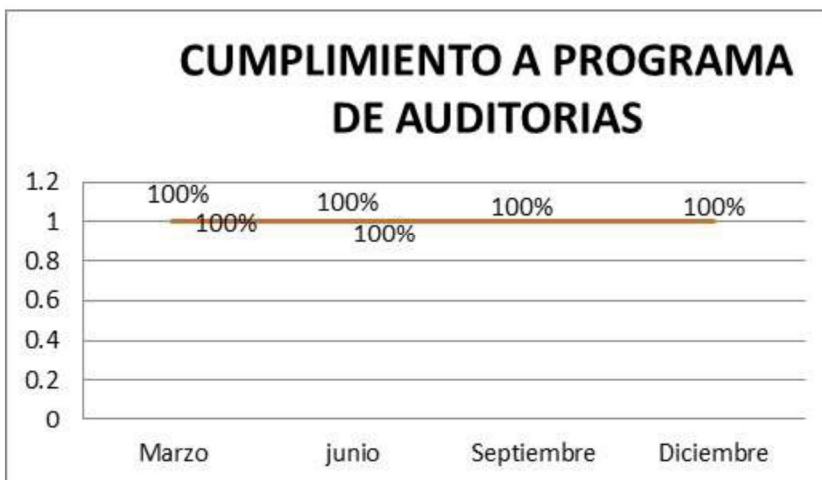 CUMPLIMIENTO A PROGRAMA
DE AUDITORIAS
1.2
100%
100%
100%
100%
1
100%
100%
0.8
0.6
0.4
0.2
0
Marzo
junio
Septiembre
Diciembre